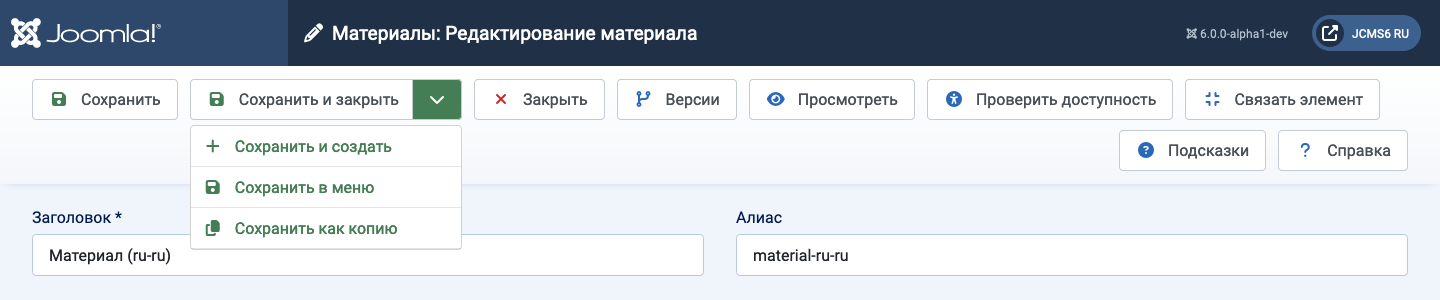 Joomla!® Материалы: Редактирование материала 6.0.0-alpha1-dev JCMS6 RU
Сохранить Сохранить и закрыть Закрыть Версии Просмотреть Проверить доступность Связать элемент
Сохранить и создать
Сохранить в меню
Сохранить как копию
? Подсказки ? Справка
Заголовок * Алиас
Материал (ru-ru) material-ru-ru